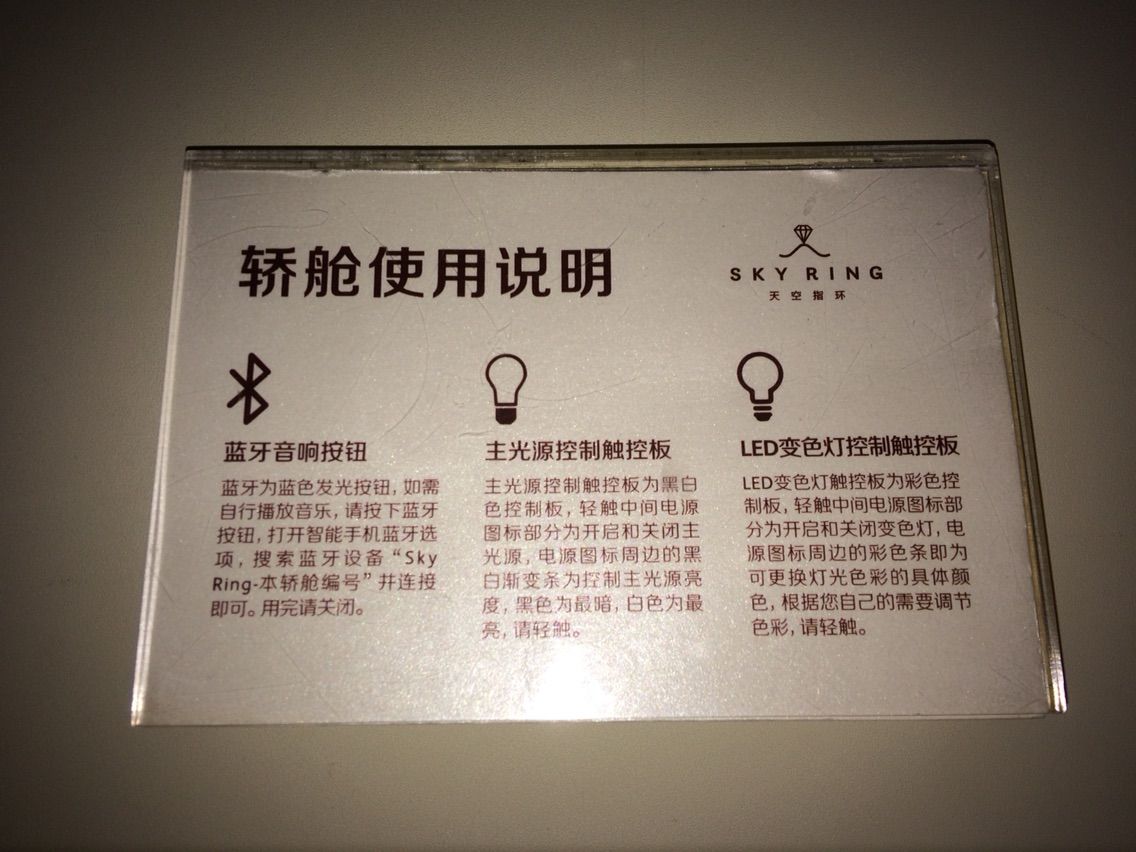 轿舱使用说明
SKY RING
天空指环
蓝牙音响按钮
蓝牙为蓝色发光按钮，如需
自行播放音乐，请按下蓝牙
按钮，打开智能手机蓝牙选
项，搜索蓝牙设备“Sky
Ring-本轿舱编号”并连接
即可。用完请关闭。
主光源控制触控板
主光源控制触控板为黑白
色控制板，轻触中间电源
图标部分为开启和关闭主
光源，电源图标周边的黑
白渐变条为控制主光源亮
度，黑色为最暗，白色为最
亮，请轻触。
LED变色灯控制触控板
LED变色灯触控板为彩色控
制板，轻触中间电源图标部
分为开启和关闭变色灯，电
源图标周边的彩色条即为
可更换灯光色彩的具体颜
色，根据您自己的需要调节
色彩，请轻触。